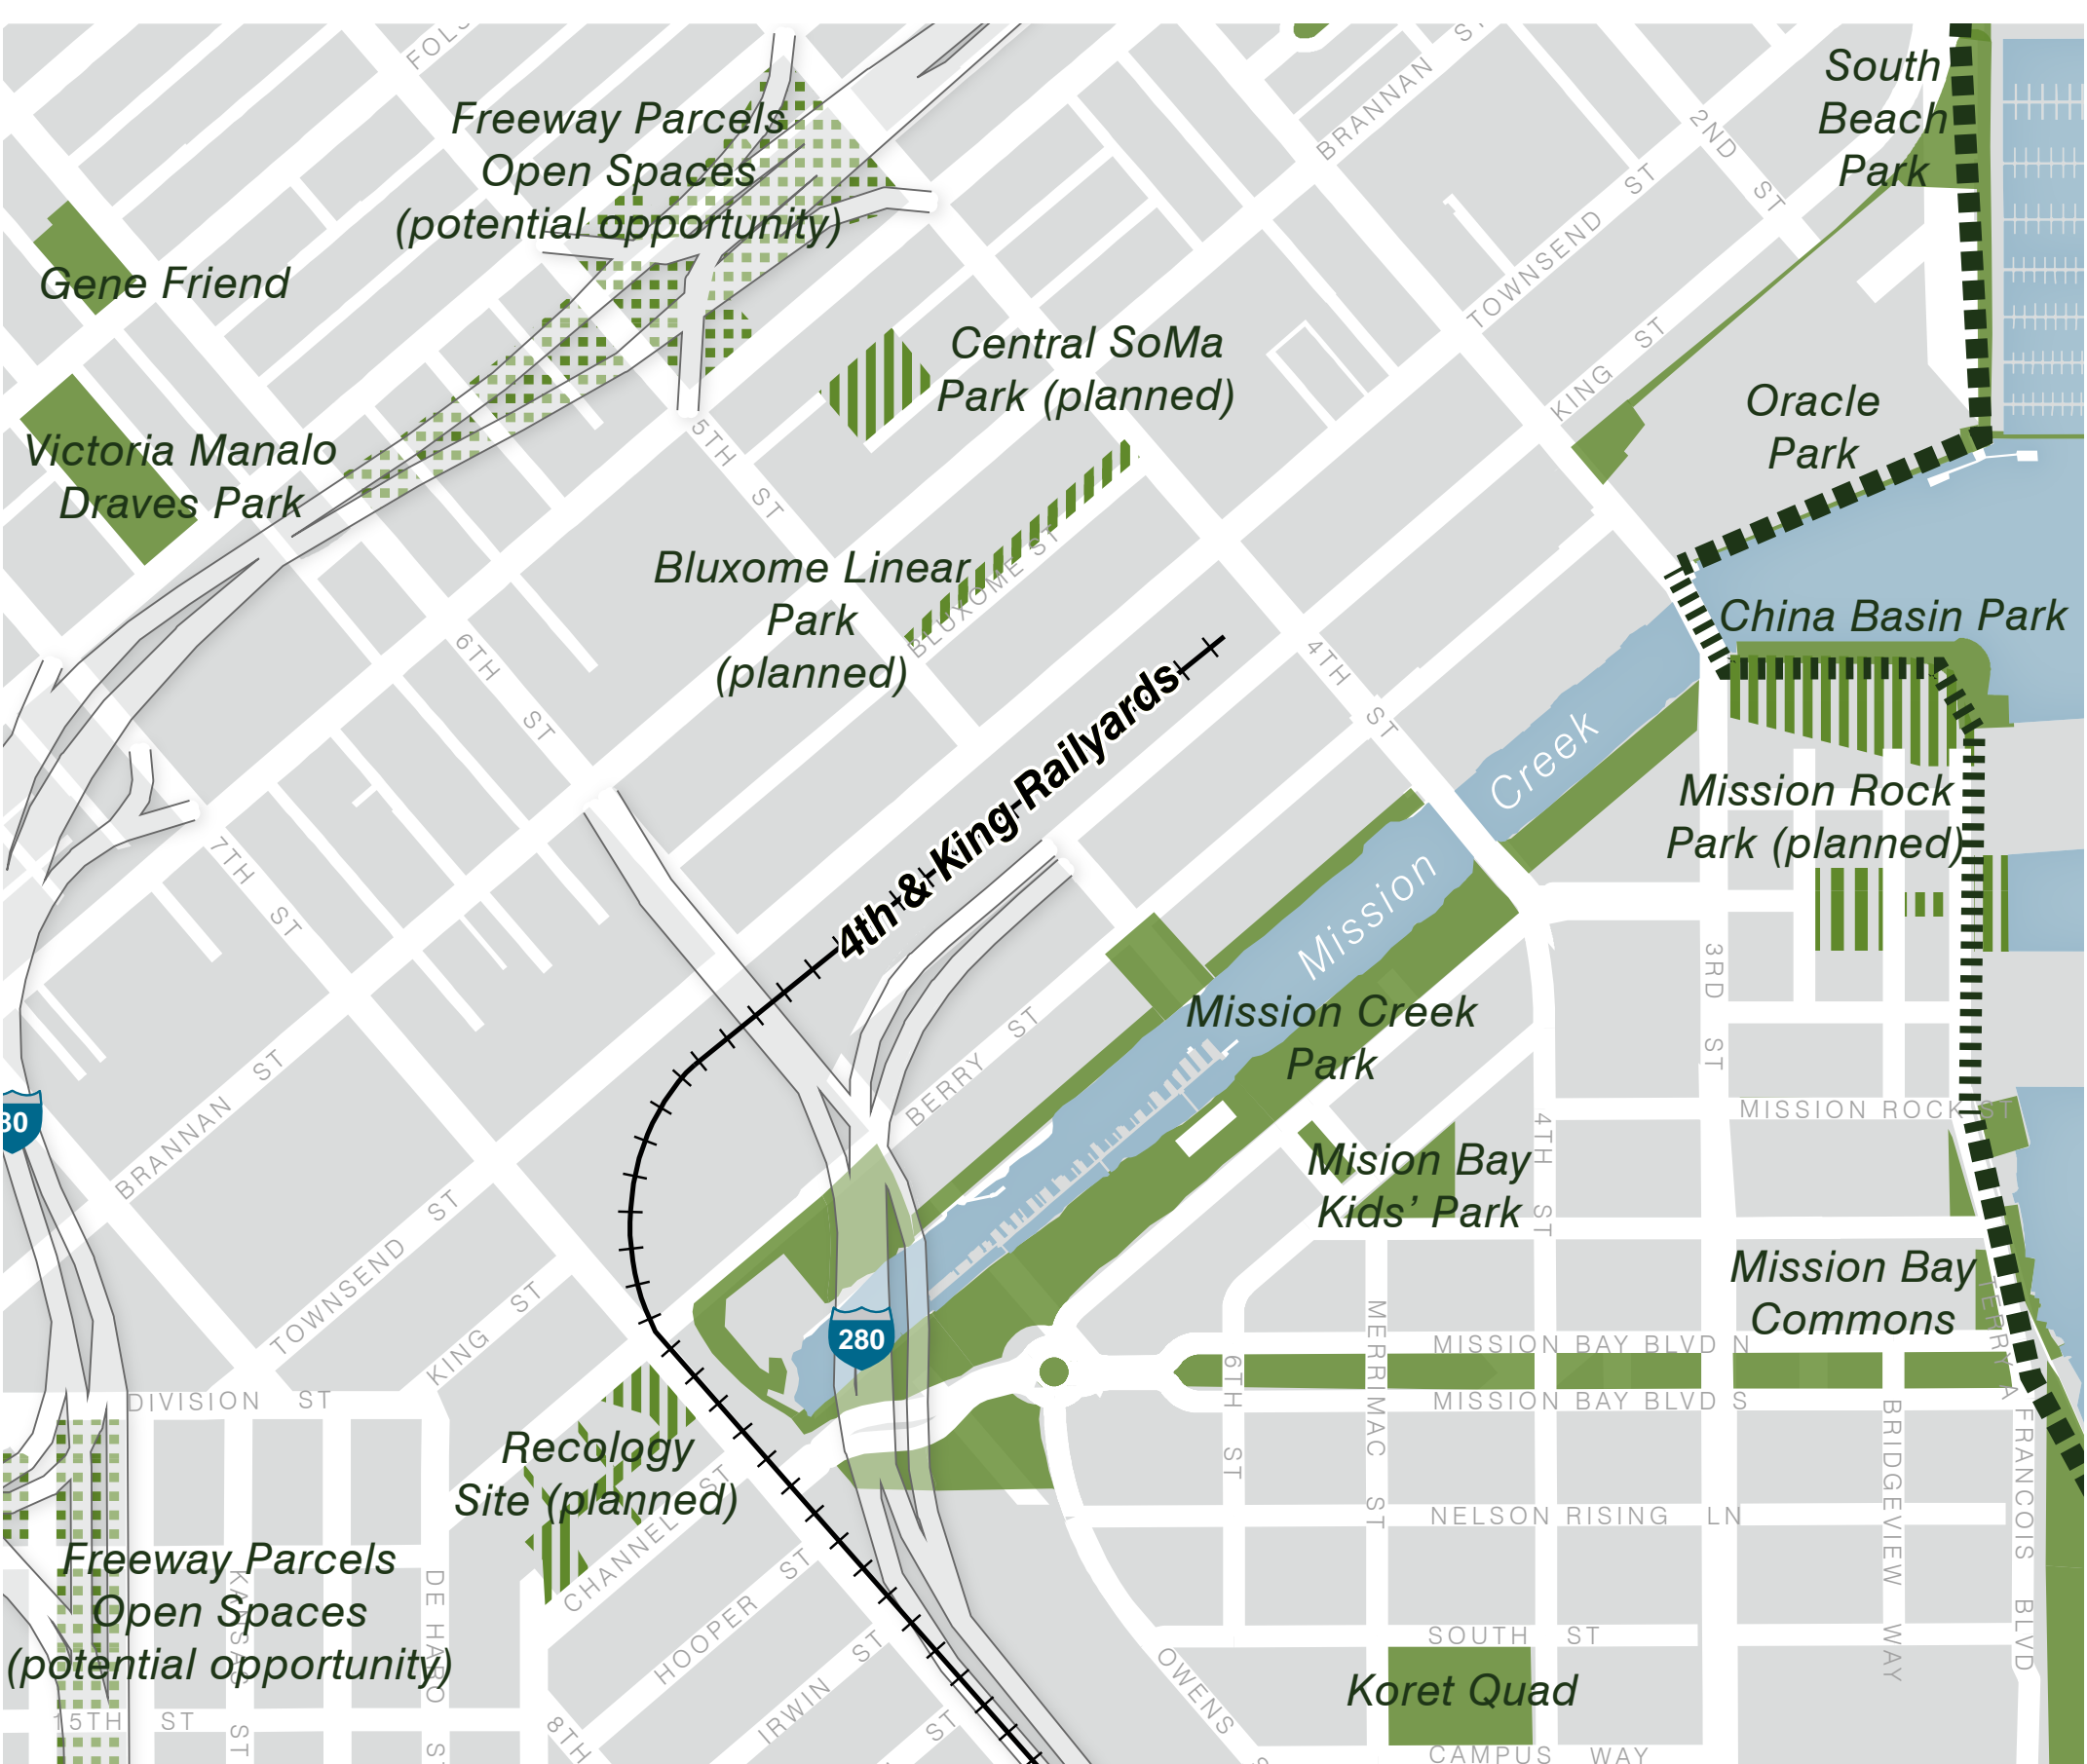 FOLS
BRANNAN ST
South
Beach
Park
2ND ST
Freeway Parcels
Open Spaces
(potential opportunity)
TOWNSEND ST
Gene Friend
KING ST
Central SoMa
Park (planned)
Oracle
Park
5TH ST
Victoria Manalo
Draves Park
Bluxome Linear
Park
(planned)
BLUXOME ST
China Basin Park
6TH ST
4TH ST
4th & King Railyards
Mission Creek
Mission Rock
Park (planned)
7TH ST
3RD ST
Mission Creek
Park
BERRY ST
80
BRANNAN ST
MISSION ROCK ST
4TH ST
Mision Bay
Kids’ Park
TOWNSEND ST
KING ST
Mission Bay
Commons
280
TERRY A FRANCOIS BLVD
MERRIMAC ST
MISSION BAY BLVD N
6TH ST
DIVISION ST
MISSION BAY BLVD S
BRIDGEVIEW WAY
Recology
Site (planned)
CHANNEL ST
NELSON RISING LN
Freeway Parcels
Open Spaces
(potential opportunity)
KANSAS ST
DE HARO ST
HOOPER ST
SOUTH ST
IRWIN ST
OWENS S
Koret Quad
15TH ST
8TH
ST
CAMPUS WAY